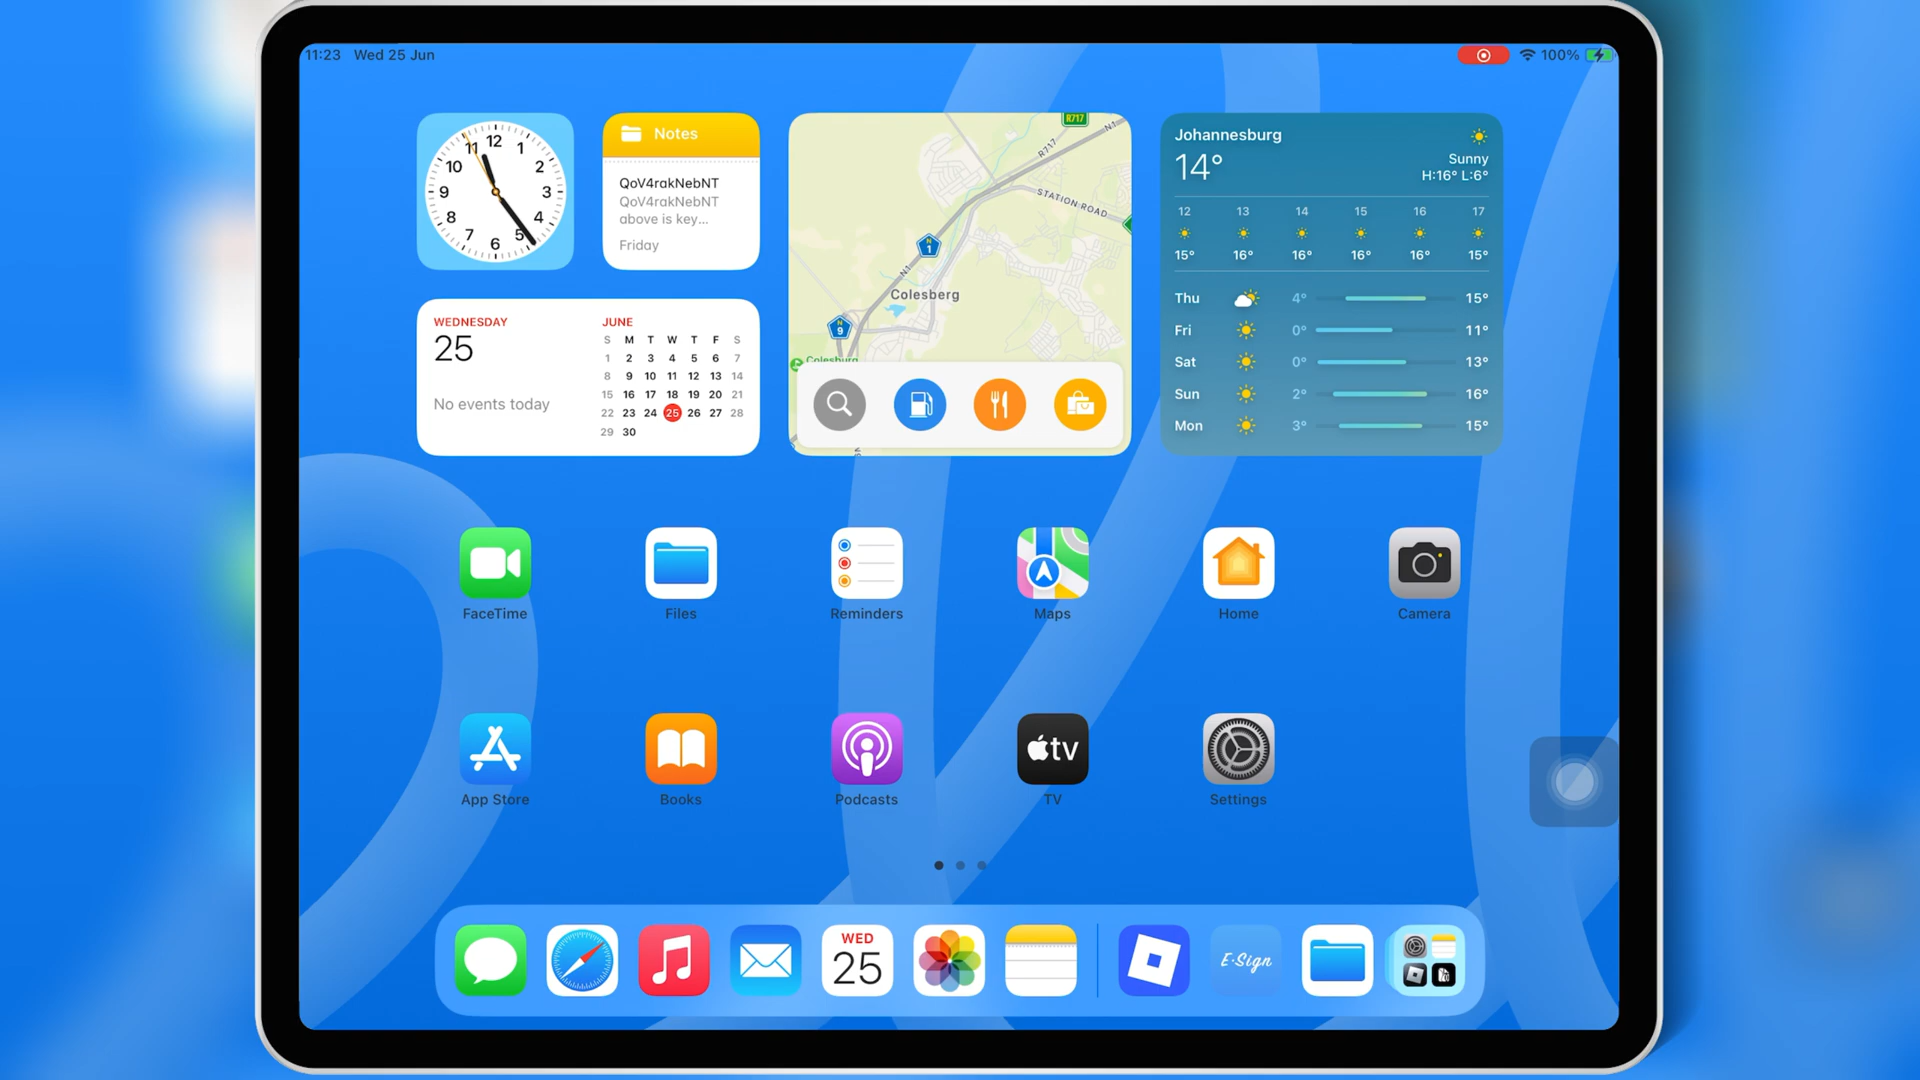 11:23 Wed 25 Jun
100%
12 1 2 3 4 5 6 7 8 9 10 11
Notes
QoV4rakNebNT
QoV4rakNebNT
above is key...
Friday
WEDNESDAY
25
No events today
JUNE
S M T W T F S
1 2 3 4 5 6 7
8 9 10 11 12 13 14
15 16 17 18 19 20 21
22 23 24 25 26 27 28
29 30
R717
N1
R717
STATION ROAD
N
1
N1
Colesberg
N
9
Colesburg
Johannesburg
14°
Sunny
H:16° L:6°
12 13 14 15 16 17
15° 16° 16° 16° 16° 15°
Thu 4° 15°
Fri 0° 11°
Sat 0° 13°
Sun 2° 16°
Mon 3° 15°
FaceTime
Files
Reminders
Maps
Home
Camera
tv
App Store
Books
Podcasts
TV
Settings
WED
25
E-Sign